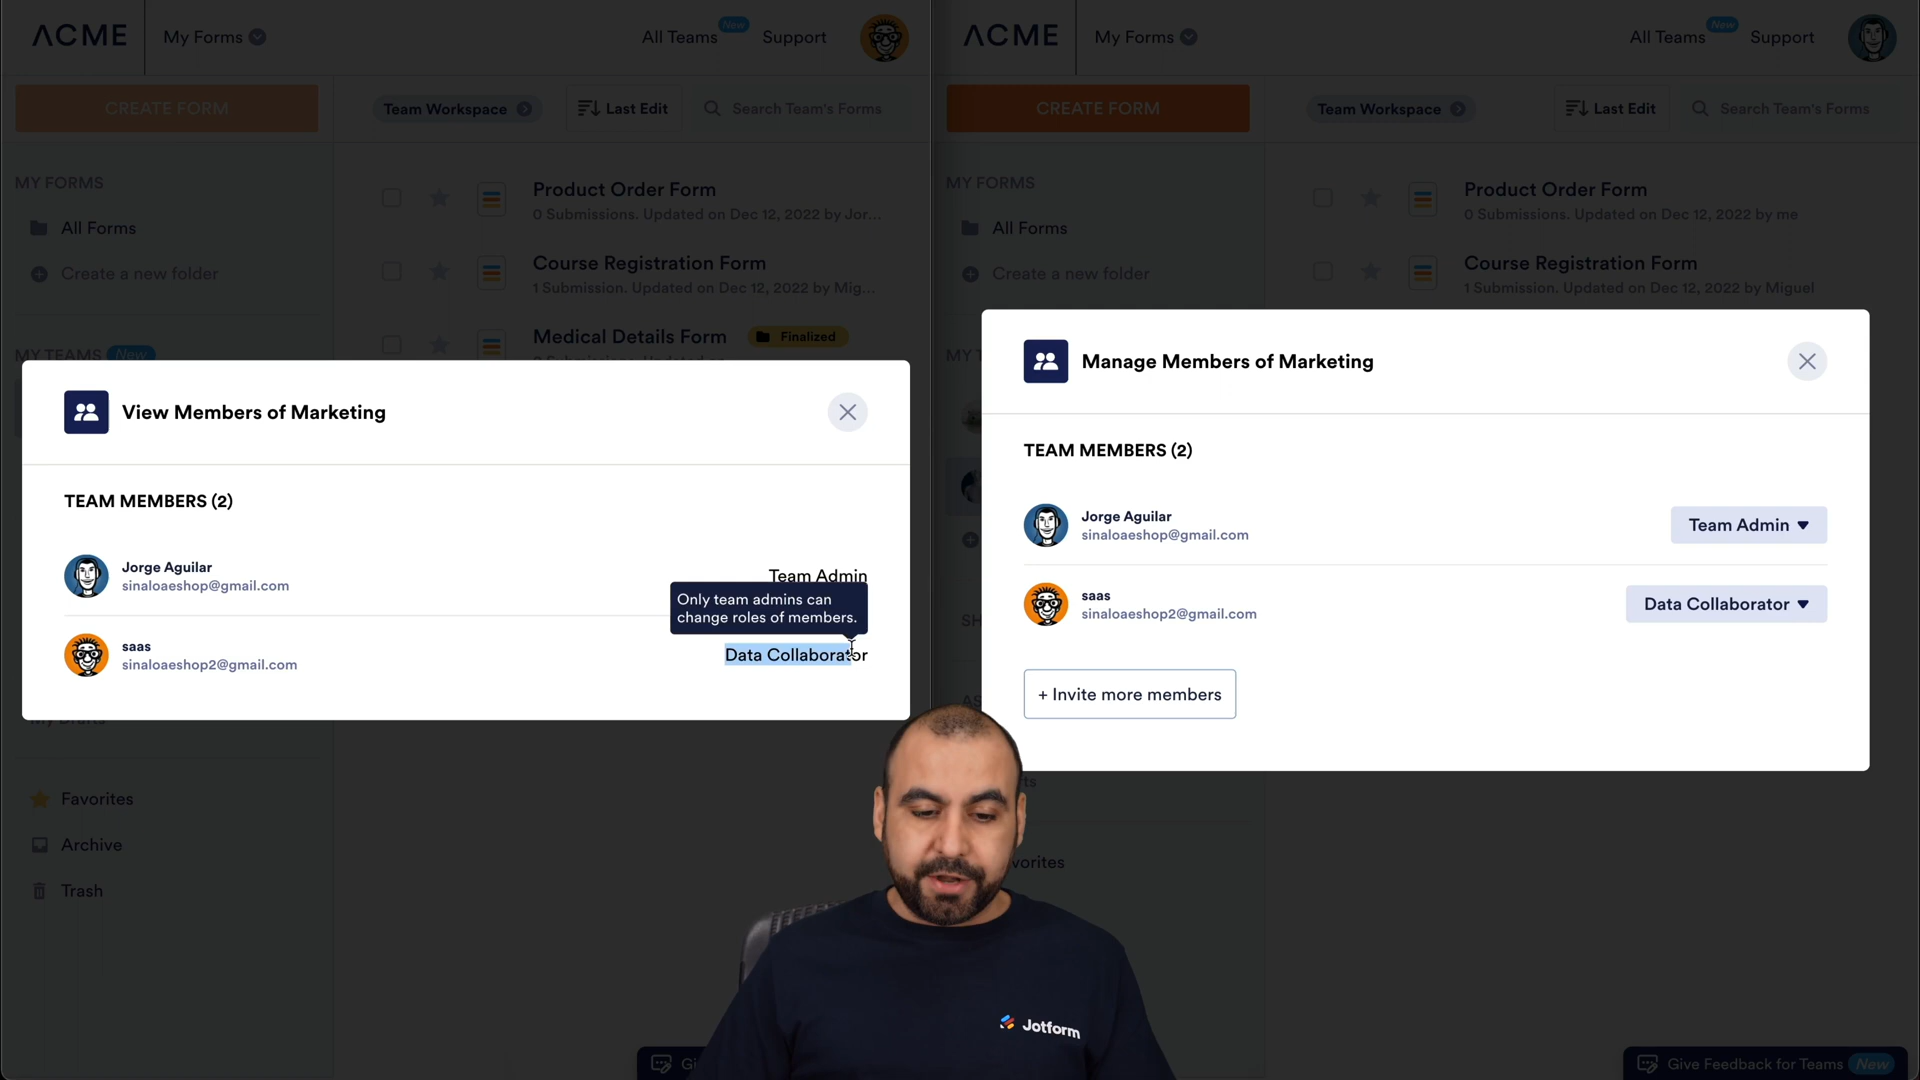 ACME
My Forms
All Teams
New
Support
CREATE FORM
Team Workspace
Last Edit
Search Team's Forms
MY FORMS
All Forms
Create a new folder
MY TEAMS New
Product Order Form
0 Submissions. Updated on Dec 12, 2022 by Jor...
Course Registration Form
1 Submission. Updated on Dec 12, 2022 by Mig...
Medical Details Form
Finalized
View Members of Marketing
TEAM MEMBERS (2)
Jorge Aguilar
sinaloaeshop@gmail.com
Team Admin
Only team admins can
change roles of members.
saas
sinaloaeshop2@gmail.com
Data Collaborator
My Drafts
Favorites
Archive
Trash
ACME
My Forms
All Teams
New
Support
CREATE FORM
Team Workspace
Last Edit
Search Team's Forms
MY FORMS
All Forms
Create a new folder
Product Order Form
0 Submissions. Updated on Dec 12, 2022 by me
Course Registration Form
1 Submission. Updated on Dec 12, 2022 by Miguel
Manage Members of Marketing
TEAM MEMBERS (2)
Jorge Aguilar
sinaloaeshop@gmail.com
Team Admin
saas
sinaloaeshop2@gmail.com
Data Collaborator
+ Invite more members
Jotform
Give Feedback for Teams New